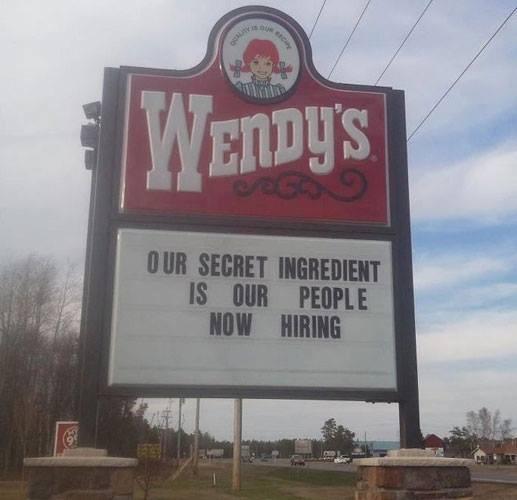 QUALITY IS OUR RECIPE
WENDY'S
OUR SECRET INGREDIENT
IS OUR PEOPLE
NOW HIRING